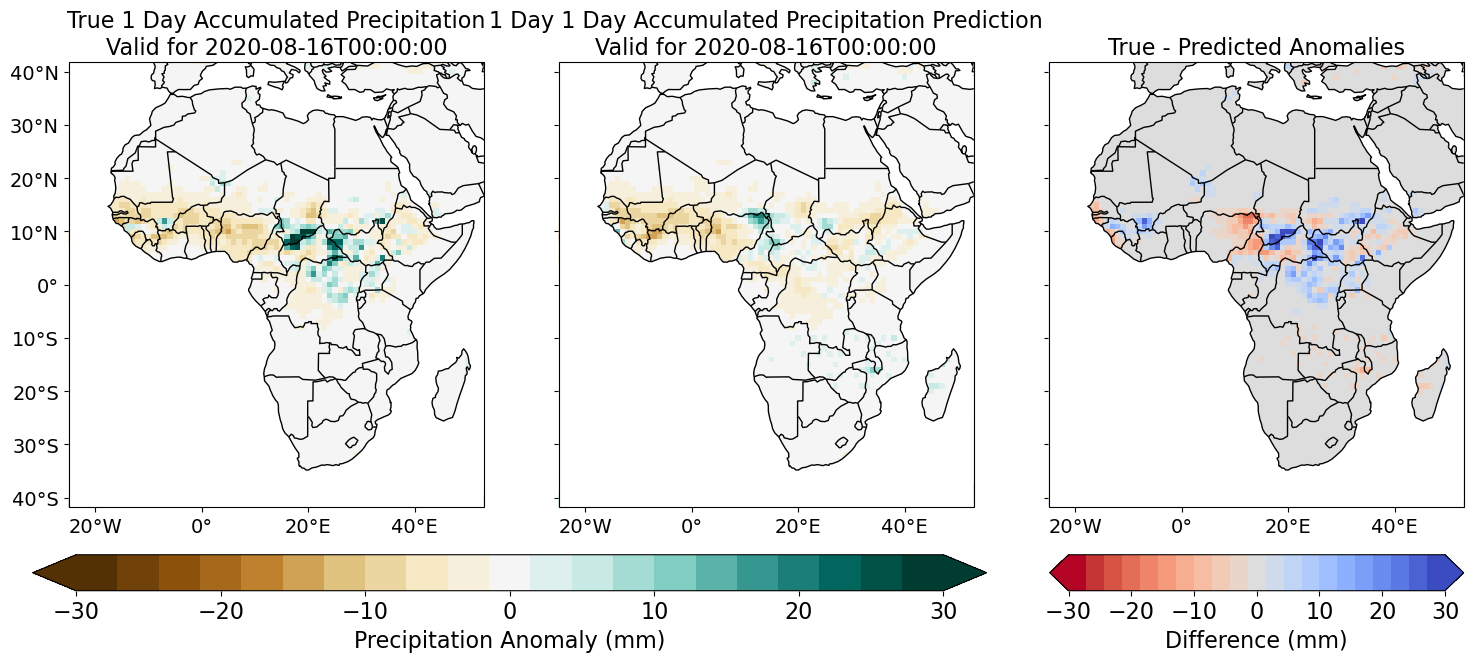 True 1 Day Accumulated Precipitation
Valid for 2020-08-16T00:00:00
1 Day 1 Day Accumulated Precipitation Prediction
Valid for 2020-08-16T00:00:00
True - Predicted Anomalies
40°N
30°N
20°N
10°N
0°
10°S
20°S
30°S
40°S
20°W 0° 20°E 40°E
20°W 0° 20°E 40°E
20°W 0° 20°E 40°E
−30 −20 −10 0 10 20 30
Precipitation Anomaly (mm)
−30 −20 −10 0 10 20 30
Difference (mm)